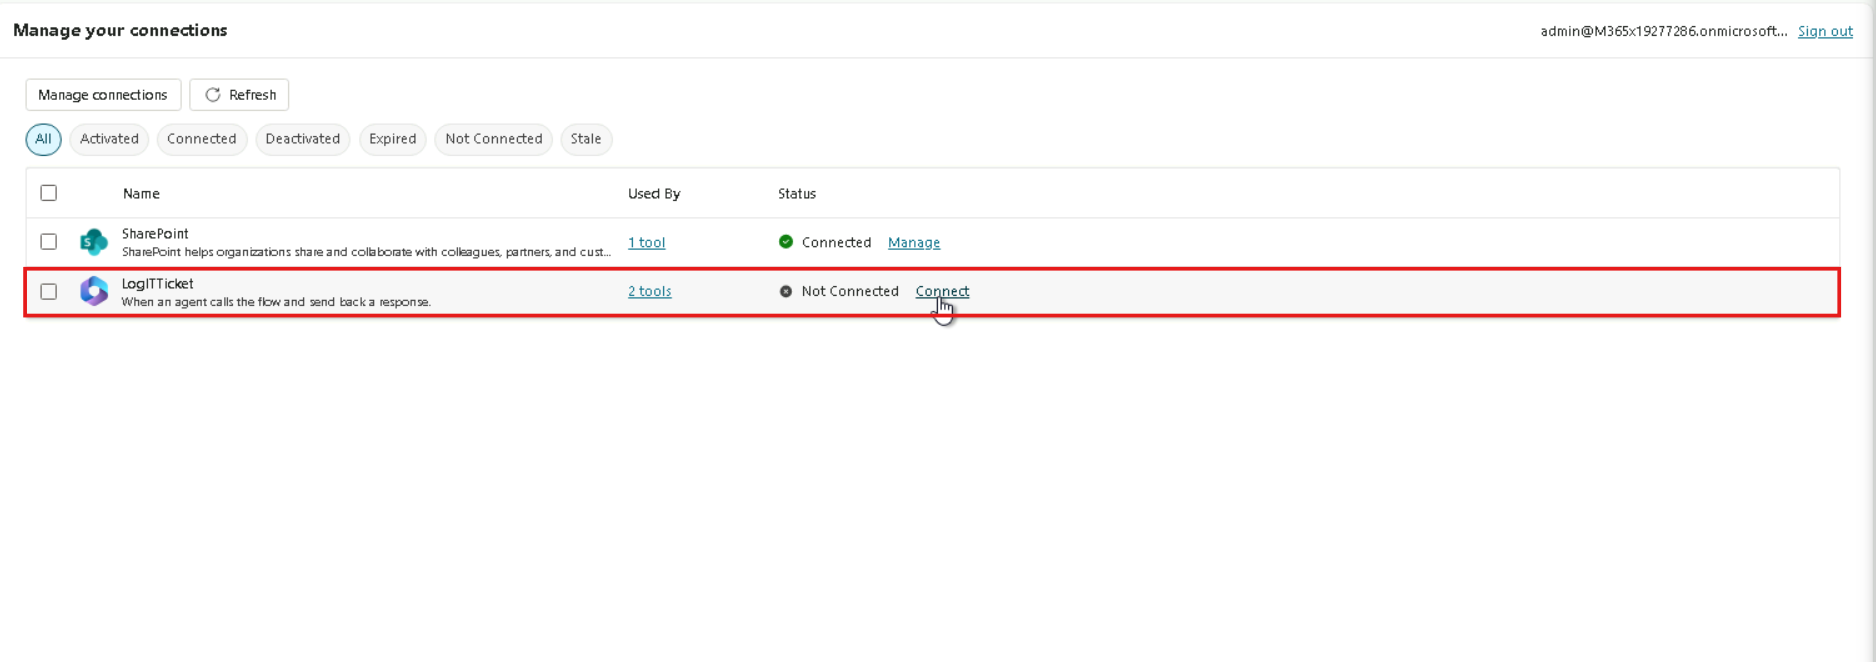 Manage your connections
admin@M365x19277286.onmicrosoft... Sign out
Manage connections Refresh
All Activated Connected Deactivated Expired Not Connected Stale
Name Used By Status
SharePoint
SharePoint helps organizations share and collaborate with colleagues, partners, and cust...
1 tool Connected Manage
LogITTicket
When an agent calls the flow and send back a response.
2 tools Not Connected Connect